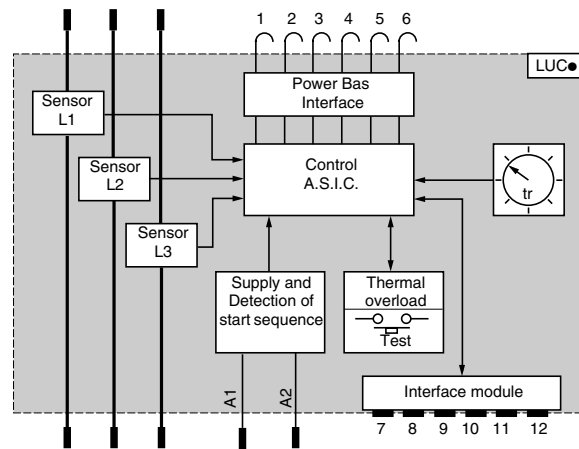 1 2 3 4 5 6
LUC●
Power Bas
Interface
Sensor
L1
Control
A.S.I.C.
Sensor
L2
tr
Sensor
L3
Supply and
Detection of
start sequence
Thermal
overload
Test
A1
A2
Interface module
7 8 9 10 11 12